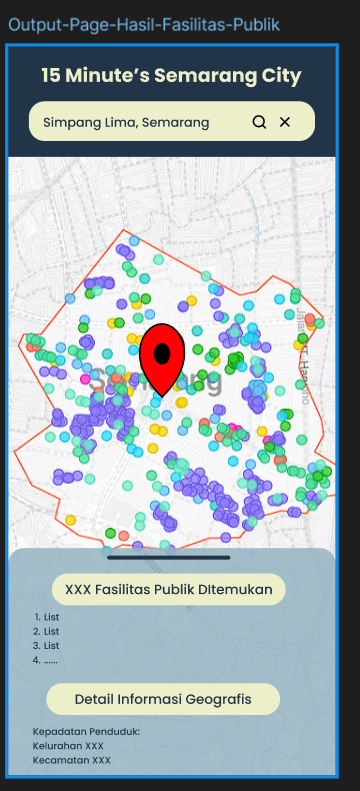 Output-Page-Hasil-Fasilitas-Publik
15 Minute's Semarang City
Simpang Lima, Semarang
XXX Fasilitas Publik DItemukan
1. List
2. List
3. List
4. ......
Detail Informasi Geografis
Kepadatan Penduduk:
Kelurahan XXX
Kecamatan XXX